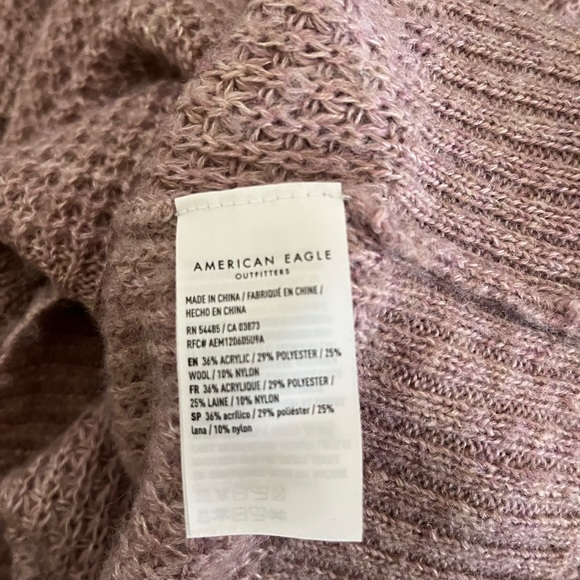 AMERICAN EAGLE
OUTFITTERS
MADE IN CHINA / FABRIQUÉ EN CHINE /
HECHO EN CHINA
RN 54485 / CA 03873
RFC# AEM120605U9A
EN 36% ACRYLIC / 29% POLYESTER / 25%
WOOL / 10% NYLON
FR 36% ACRYLIQUE / 29% POLYESTER /
25% LAINE / 10% NYLON
SP 36% acrílico / 29% poliéster / 25%
lana / 10% nylon